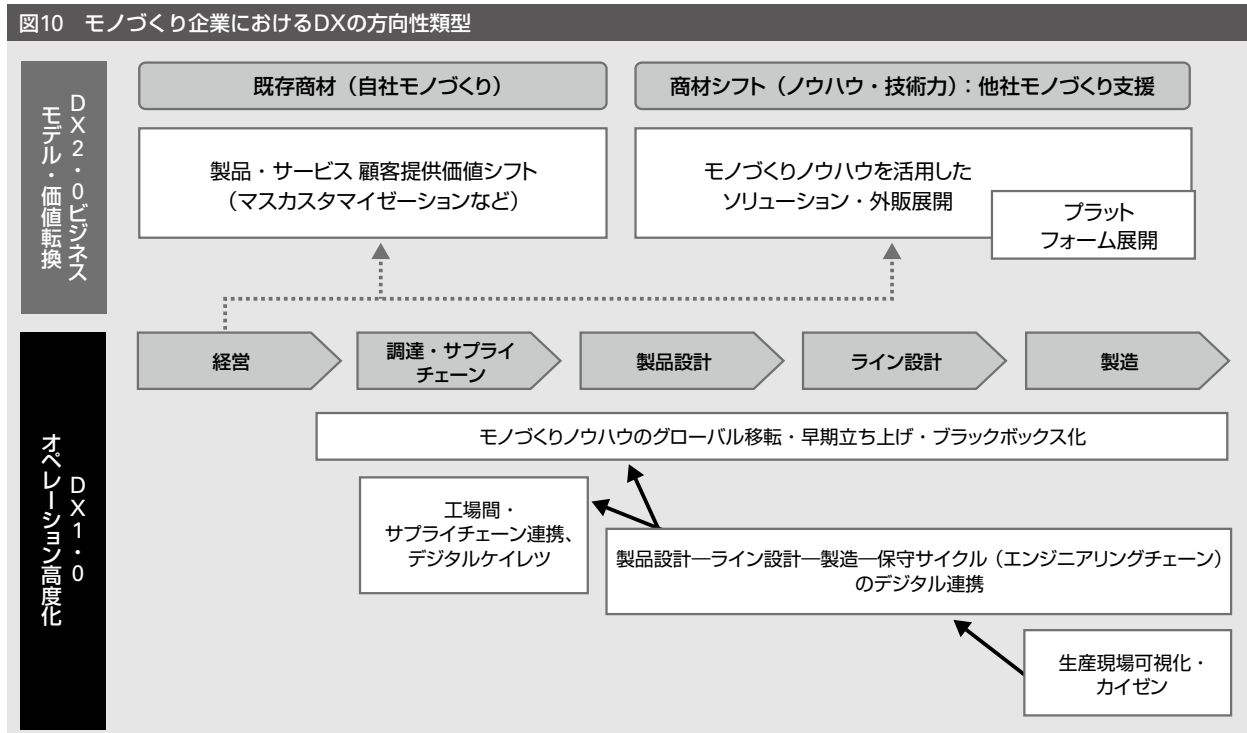 図10　モノづくり企業におけるDXの方向性類型
DX2・0ビジネス
モデル・価値転換
既存商材（自社モノづくり）
商材シフト（ノウハウ・技術力）：他社モノづくり支援
製品・サービス 顧客提供価値シフト
（マスカスタマイゼーションなど）
モノづくりノウハウを活用した
ソリューション・外販展開
プラット
フォーム展開
DX1・0
オペレーション高度化
経営
調達・サプライ
チェーン
製品設計
ライン設計
製造
モノづくりノウハウのグローバル移転・早期立ち上げ・ブラックボックス化
工場間・
サプライチェーン連携、
デジタルケイレツ
製品設計―ライン設計―製造―保守サイクル（エンジニアリングチェーン）
のデジタル連携
生産現場可視化・
カイゼン